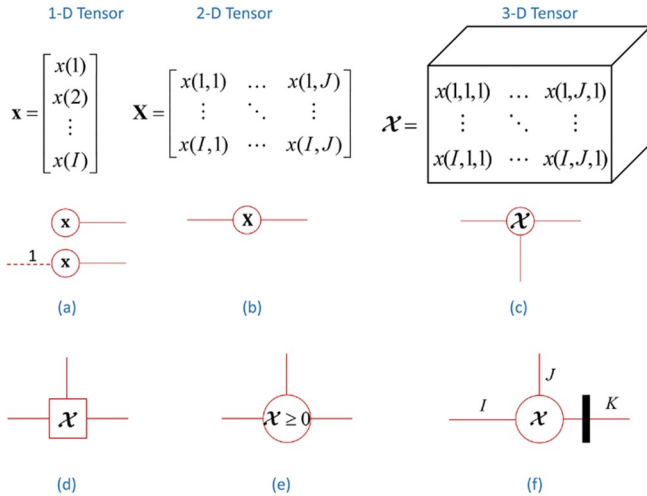 1-D Tensor 2-D Tensor 3-D Tensor
x = [x(1) x(2) ⋮ x(I)]
X = [x(1,1) … x(1,J)
⋮ ⋱ ⋮
x(I,1) … x(I,J)]
𝓧 = x(1,1,1) … x(1,J,1)
⋮ ⋱ ⋮
x(I,1,1) … x(I,J,1)
x X 𝓧
1 x
(a) (b) (c)
𝓧 𝓧 ≥ 0 I 𝓧 J K
(d) (e) (f)